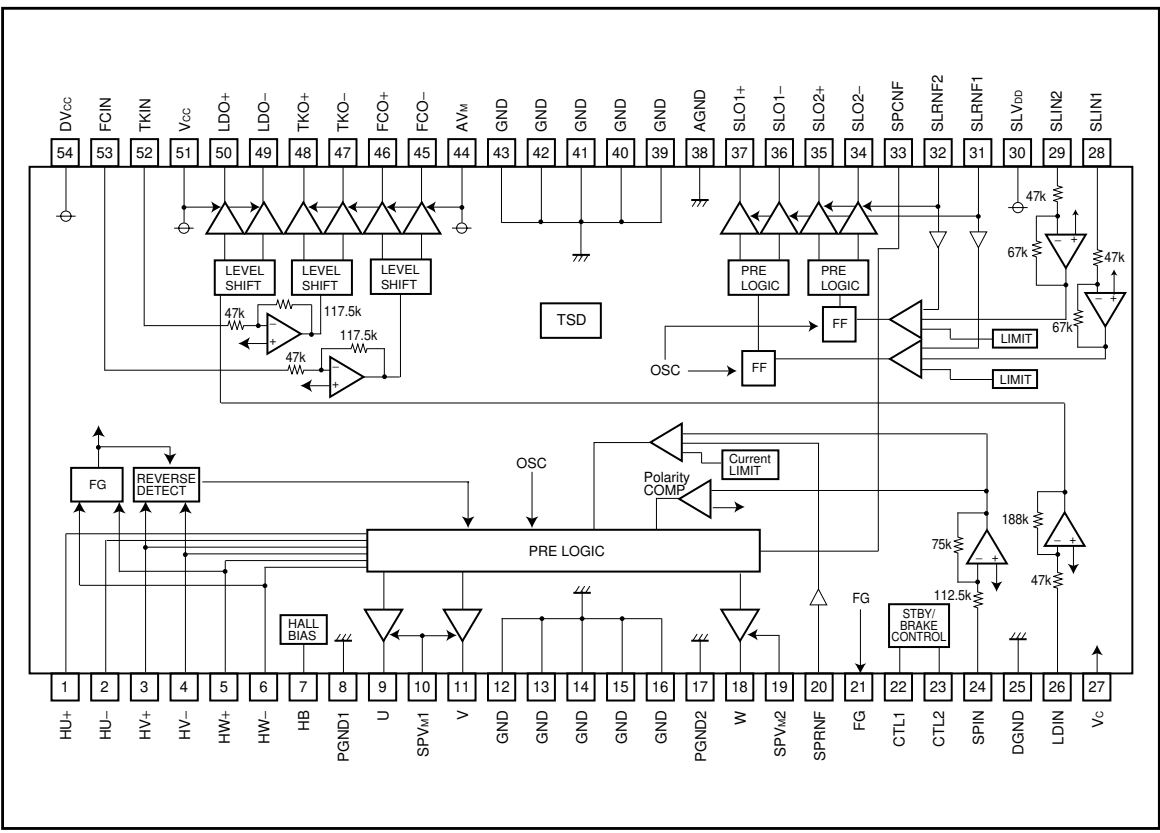 DVCC
FCIN
TKIN
VCC
LDO+
LDO−
TKO+
TKO−
FCO+
FCO−
AVM
GND
GND
GND
GND
GND
AGND
SLO1+
SLO1−
SLO2+
SLO2−
SPCNF
SLRNF2
SLRNF1
SLVDD
SLIN2
SLIN1
54 53 52 51 50 49 48 47 46 45 44 43 42 41 40 39 38 37 36 35 34 33 32 31 30 29 28
47k
67k
47k
67k
LEVEL
SHIFT
LEVEL
SHIFT
LEVEL
SHIFT
PRE
LOGIC
PRE
LOGIC
47k
117.5k
47k
117.5k
TSD
FF
FF
OSC
LIMIT
LIMIT
FG
REVERSE
DETECT
OSC
Current
LIMIT
Polarity
COMP
PRE LOGIC
75k
112.5k
188k
47k
HALL
BIAS
FG
STBY/
BRAKE
CONTROL
1 2 3 4 5 6 7 8 9 10 11 12 13 14 15 16 17 18 19 20 21 22 23 24 25 26 27
HU+
HU−
HV+
HV−
HW+
HW−
HB
PGND1
U
SPVM1
V
GND
GND
GND
GND
GND
PGND2
W
SPVM2
SPRNF
FG
CTL1
CTL2
SPIN
DGND
LDIN
VC